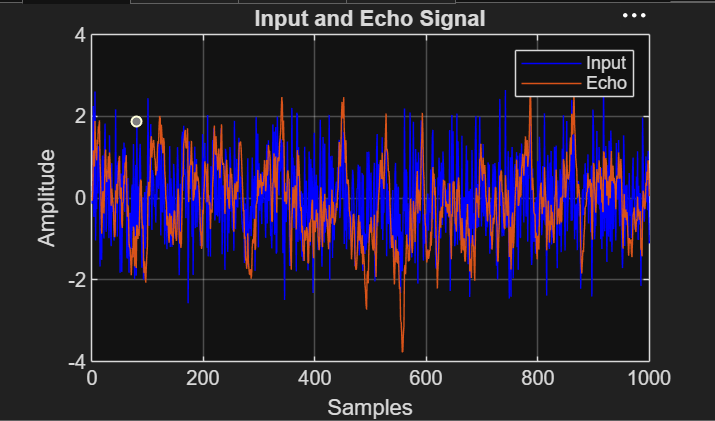 Input and Echo Signal
Input
Echo
Amplitude
4
2
0
-2
-4
0 200 400 600 800 1000
Samples